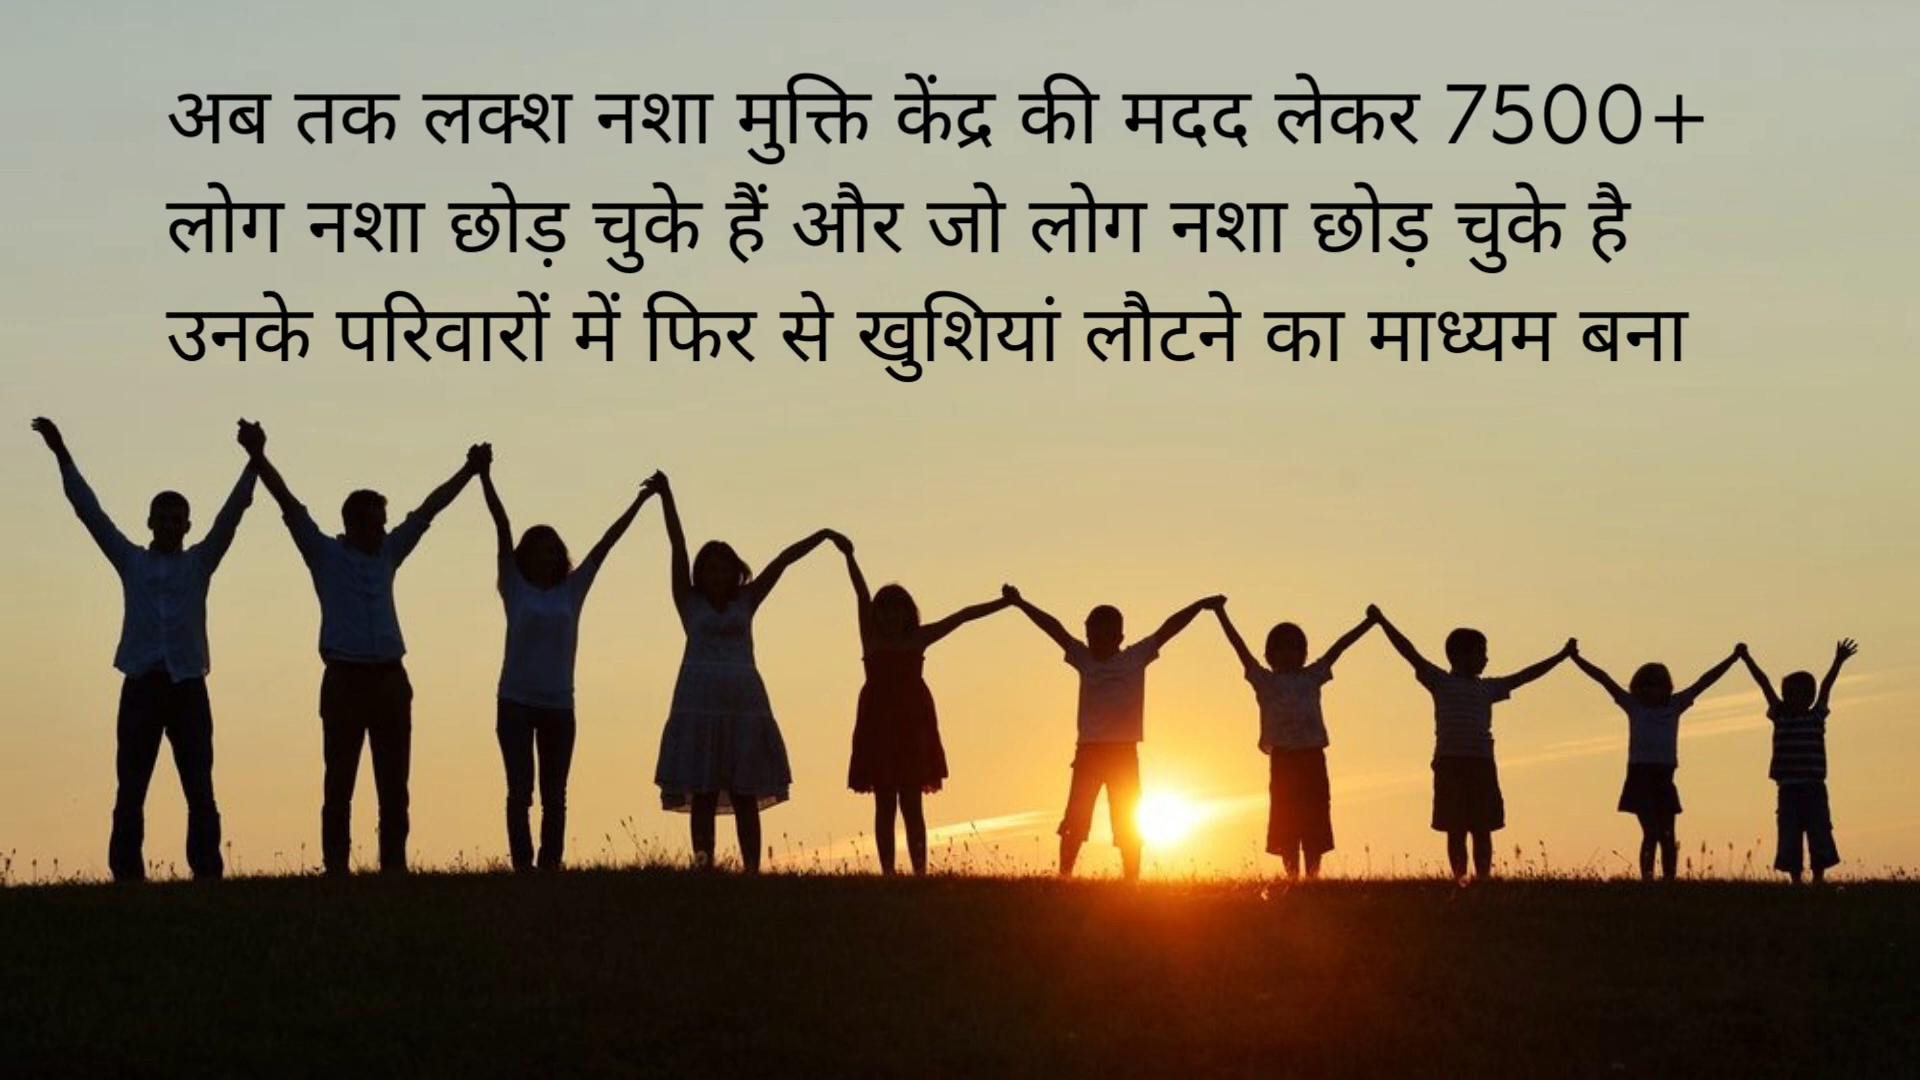 अब तक लक्श नशा मुक्ति केंद्र की मदद लेकर 7500+
लोग नशा छोड़ चुके हैं और जो लोग नशा छोड़ चुके है
उनके परिवारों में फिर से खुशियां लौटने का माध्यम बना